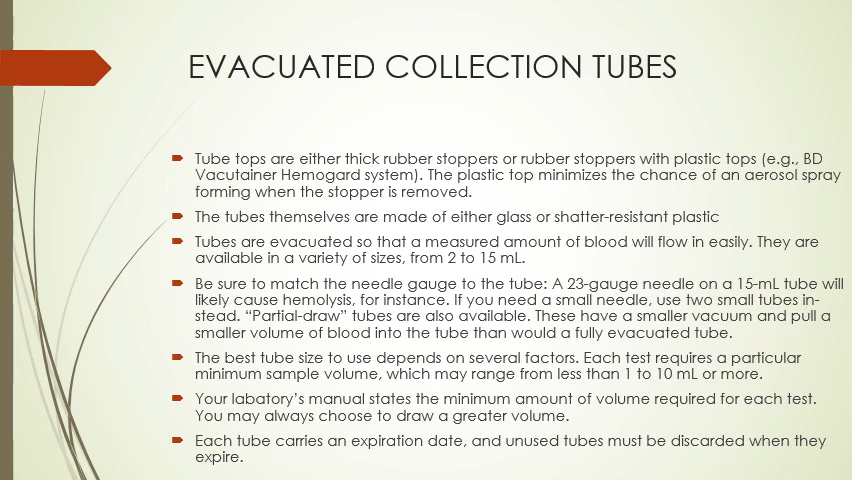 EVACUATED COLLECTION TUBES
Tube tops are either thick rubber stoppers or rubber stoppers with plastic tops (e.g., BD
Vacutainer Hemogard system). The plastic top minimizes the chance of an aerosol spray
forming when the stopper is removed.
The tubes themselves are made of either glass or shatter-resistant plastic
Tubes are evacuated so that a measured amount of blood will flow in easily. They are
available in a variety of sizes, from 2 to 15 mL.
Be sure to match the needle gauge to the tube: A 23-gauge needle on a 15-mL tube will
likely cause hemolysis, for instance. If you need a small needle, use two small tubes in-
stead. “Partial-draw” tubes are also available. These have a smaller vacuum and pull a
smaller volume of blood into the tube than would a fully evacuated tube.
The best tube size to use depends on several factors. Each test requires a particular
minimum sample volume, which may range from less than 1 to 10 mL or more.
Your labatory’s manual states the minimum amount of volume required for each test.
You may always choose to draw a greater volume.
Each tube carries an expiration date, and unused tubes must be discarded when they
expire.